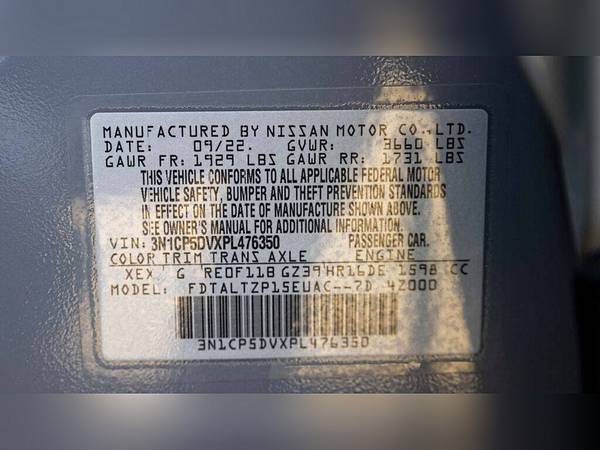 MANUFACTURED BY NISSAN MOTOR CO.,LTD.
DATE: 09/22. GVWR: 3660 LBS
GAWR FR: 1929 LBS GAWR RR: 1731 LBS
THIS VEHICLE CONFORMS TO ALL APPLICABLE FEDERAL MOTOR
VEHICLE SAFETY, BUMPER AND THEFT PREVENTION STANDARDS
IN EFFECT ON THE DATE OF MANUFACTURE SHOWN ABOVE.
SEE OWNER'S MANUAL FOR ADDITIONAL INFORMATION.
VIN: 3N1CP5DVXPL476350 PASSENGER CAR.
COLOR TRIM TRANS AXLE ENGINE
XEX G RE0F11B GZ39 HR16DE 1598 CC
MODEL: FDTALTZP15EUAC--7D 4Z000
3N1CP5DVXPL476350